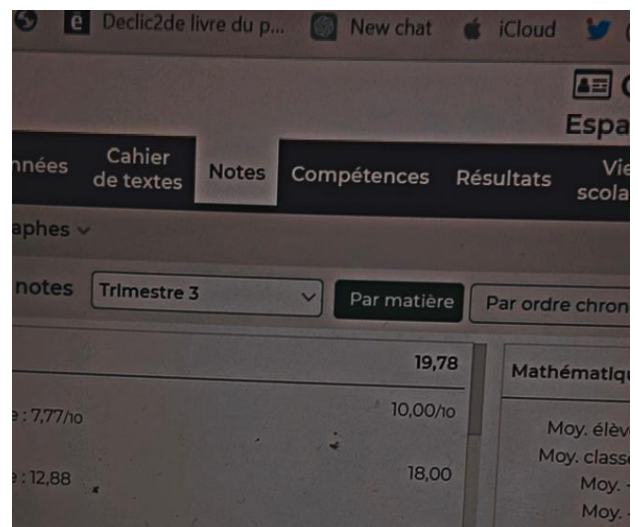 Declic2de livre du p... New chat iCloud
Espa
nnées Cahier de textes Notes Compétences Résultats Vie scola
aphes
notes Trimestre 3 Par matière Par ordre chron
19,78 Mathématiqu
: 7,77/10 10,00/10 Moy. élèv
Moy. classe
: 12,88 18,00 Moy. 
Moy.